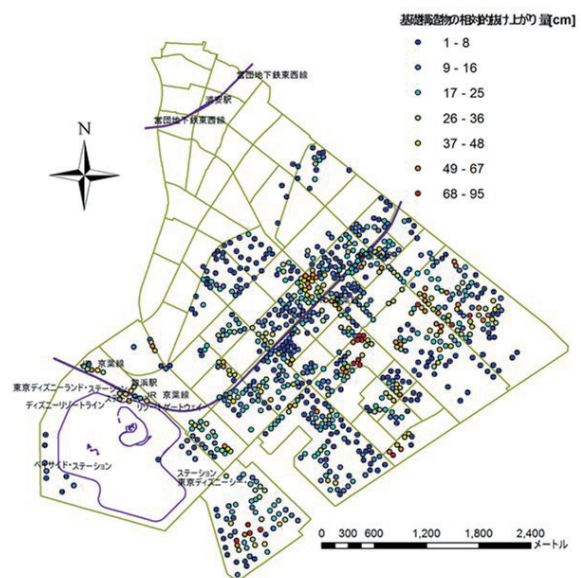 基礎構造物の相対的抜け上がり量[cm]
1 - 8
9 - 16
17 - 25
26 - 36
37 - 48
49 - 67
68 - 95
営団地下鉄東西線
浦安駅
営団地下鉄東西線
N
京葉線
舞浜駅
東京ディズニーランド・ステーション
JR 京葉線
ディズニーリゾートライン
リゾートゲートウェイ
ベイサイド・ステーション
ステーション
東京ディズニーシー
0 300 600 1,200 1,800 2,400
メートル